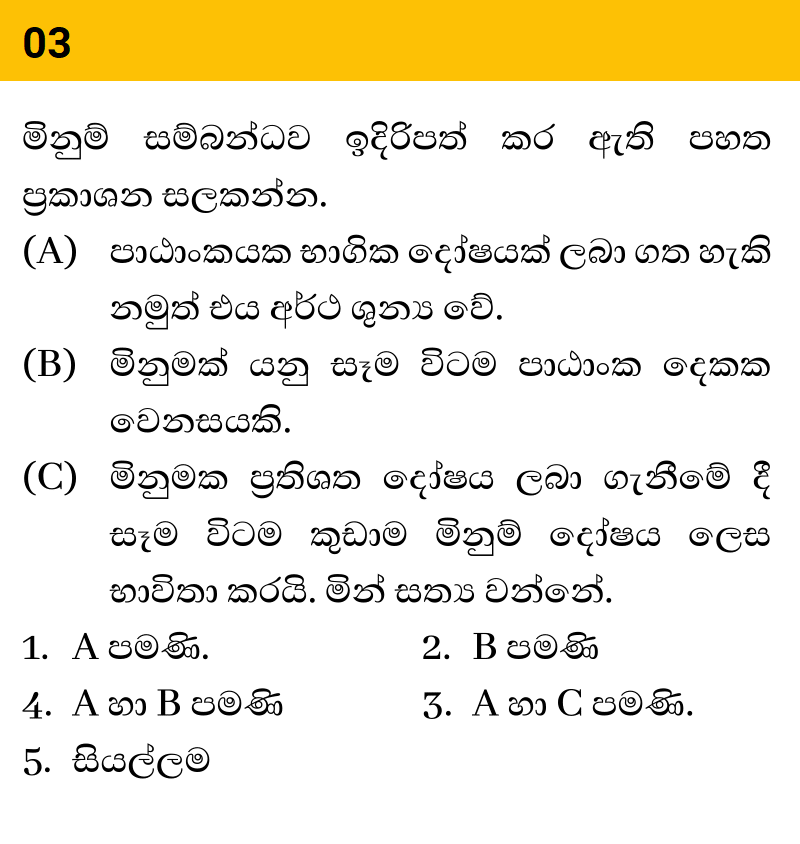 03
මිනුම් සම්බන්ධව ඉදිරිපත් කර ඇති පහත
ප්‍රකාශන සලකන්න.
(A) පාඨාංකයක භාගික දෝෂයක් ලබා ගත හැකි
නමුත් එය අර්ථ ශුන්‍ය වේ.
(B) මිනුමක් යනු සෑම විටම පාඨාංක දෙකක
වෙනසයකි.
(C) මිනුමක ප්‍රතිශත දෝෂය ලබා ගැනීමේ දී
සෑම විටම කුඩාම මිනුම් දෝෂය ලෙස
භාවිතා කරයි. මින් සත්‍ය වන්නේ.
1. A පමණි. 2. B පමණි
4. A හා B පමණි 3. A හා C පමණි.
5. සියල්ලම